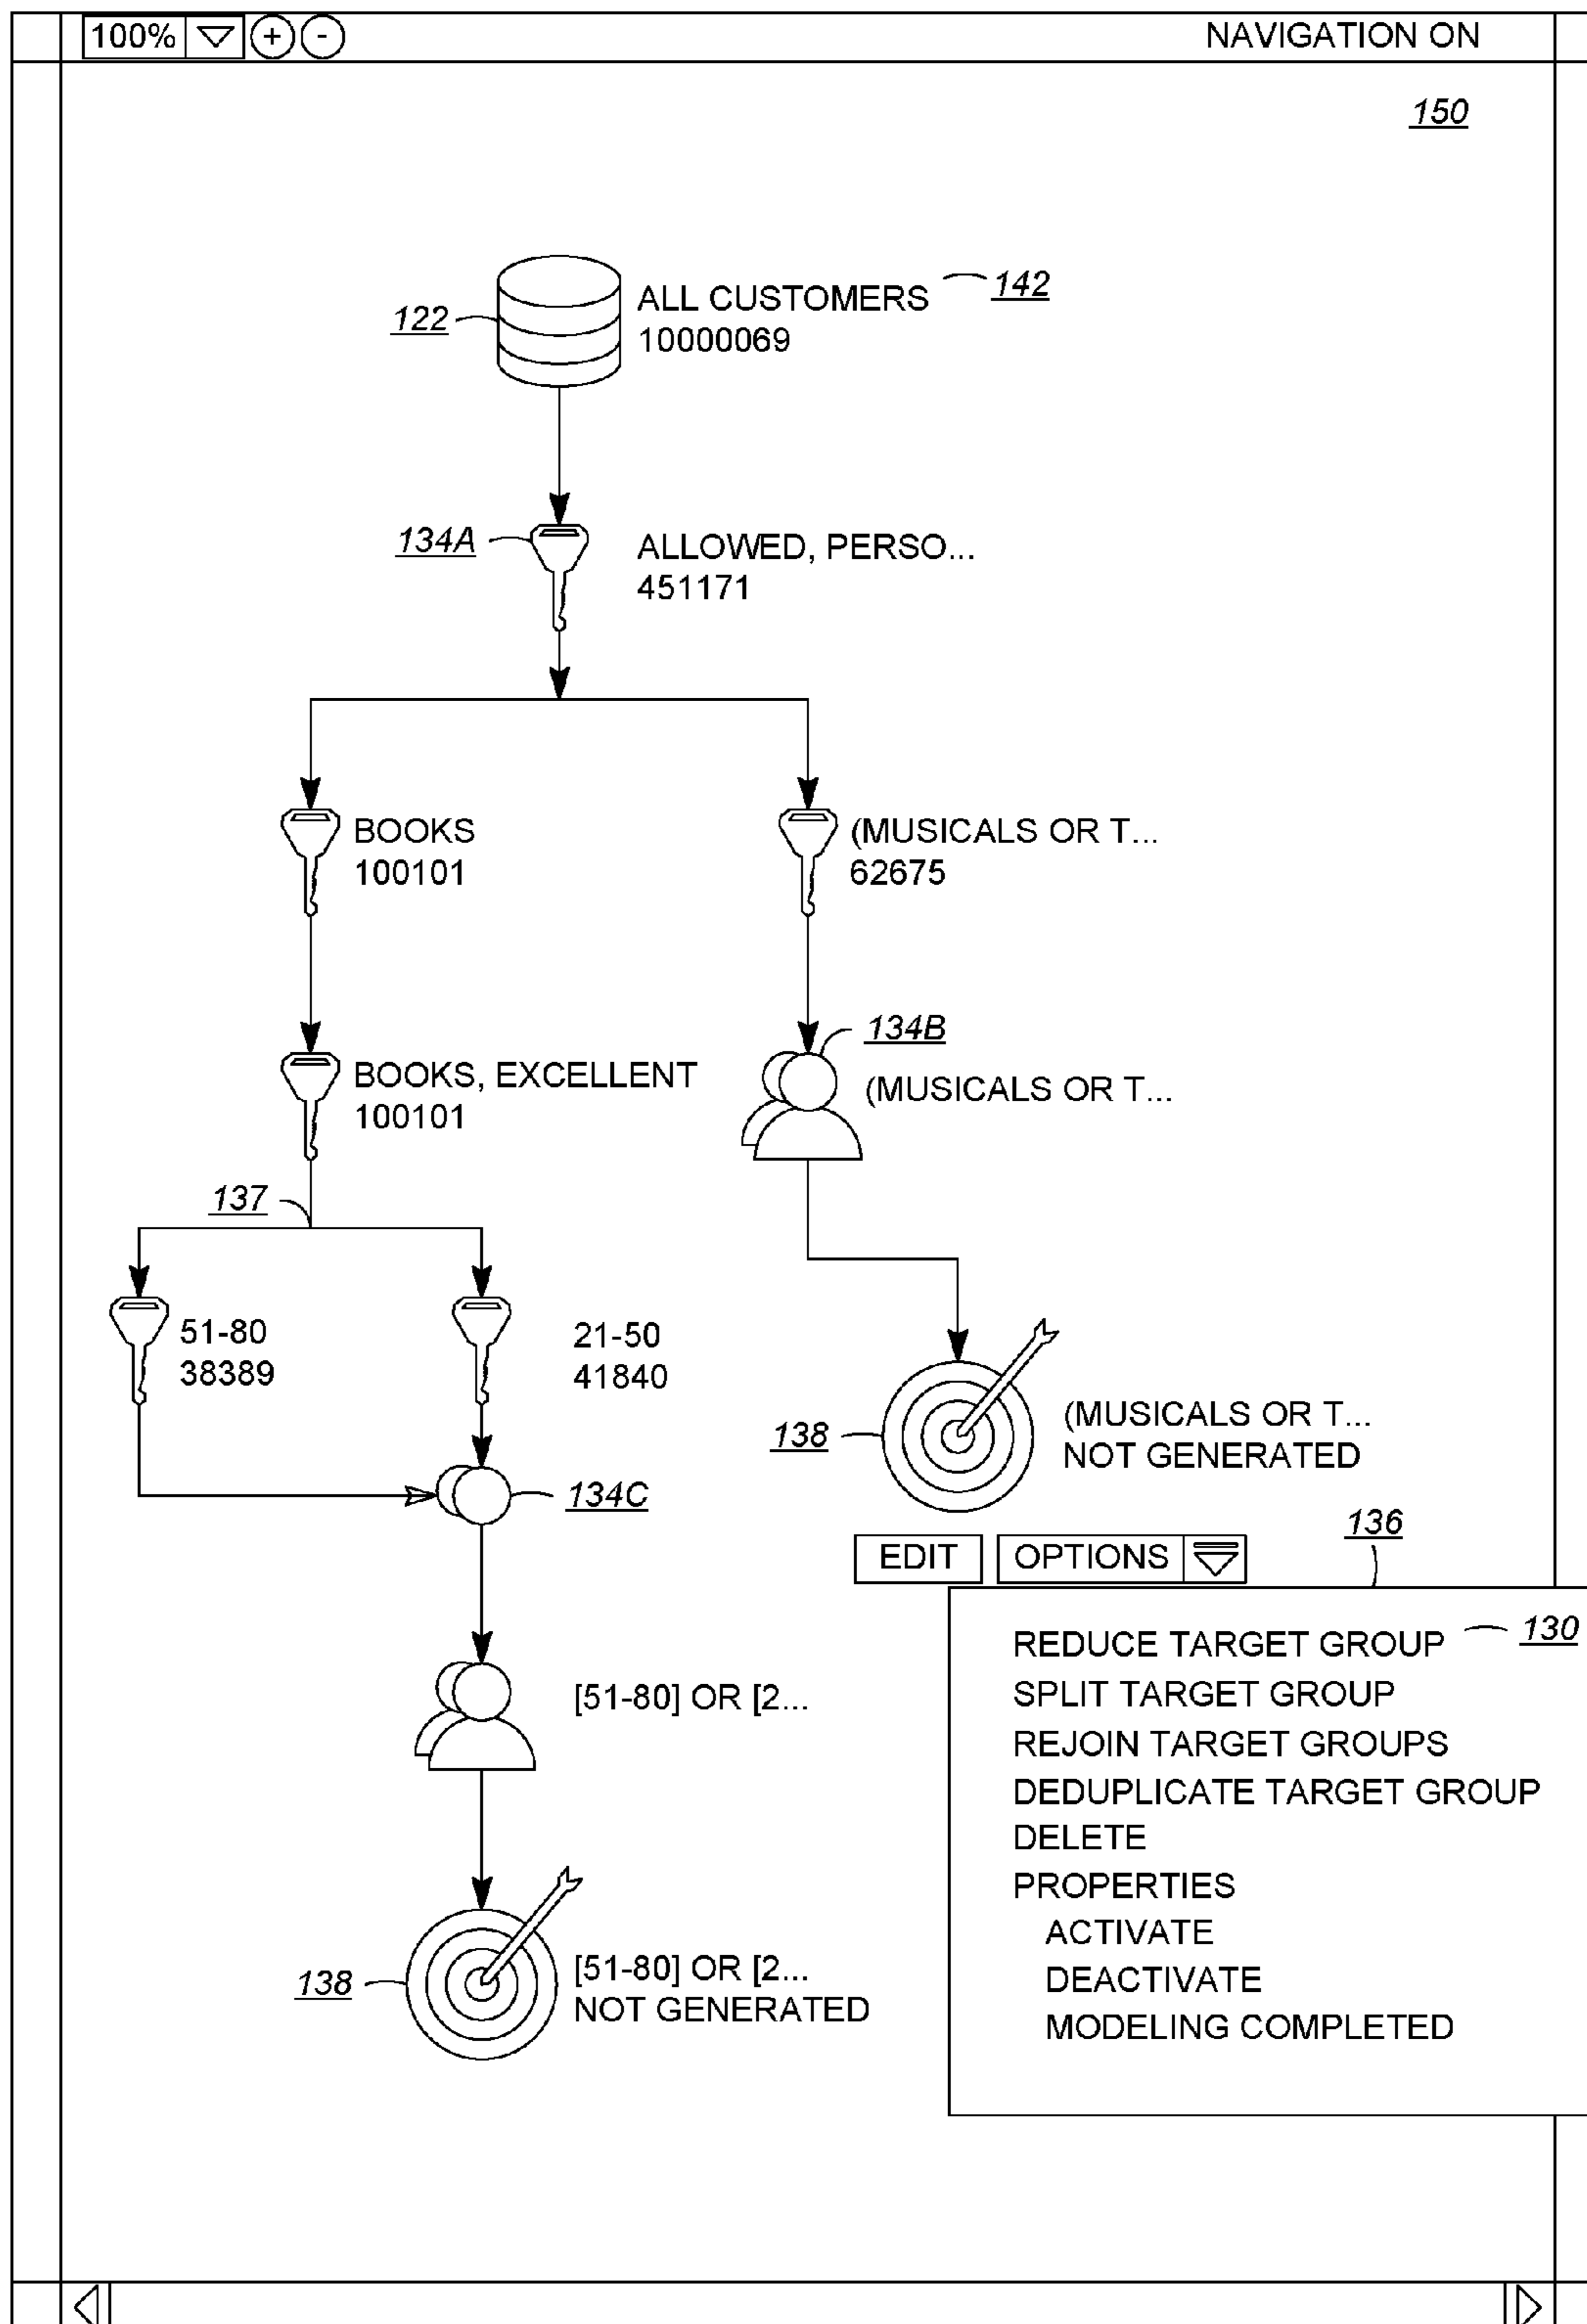 100% + - NAVIGATION ON
150
ALL CUSTOMERS 142
122
10000069
134A
ALLOWED, PERSO...
451171
BOOKS
100101
(MUSICALS OR T...
62675
134B
BOOKS, EXCELLENT
100101
(MUSICALS OR T...
137
51-80
38389
21-50
41840
138
(MUSICALS OR T...
NOT GENERATED
134C
EDIT OPTIONS
136
REDUCE TARGET GROUP 130
SPLIT TARGET GROUP
REJOIN TARGET GROUPS
DEDUPLICATE TARGET GROUP
DELETE
PROPERTIES
ACTIVATE
DEACTIVATE
MODELING COMPLETED
[51-80] OR [2...
138
[51-80] OR [2...
NOT GENERATED